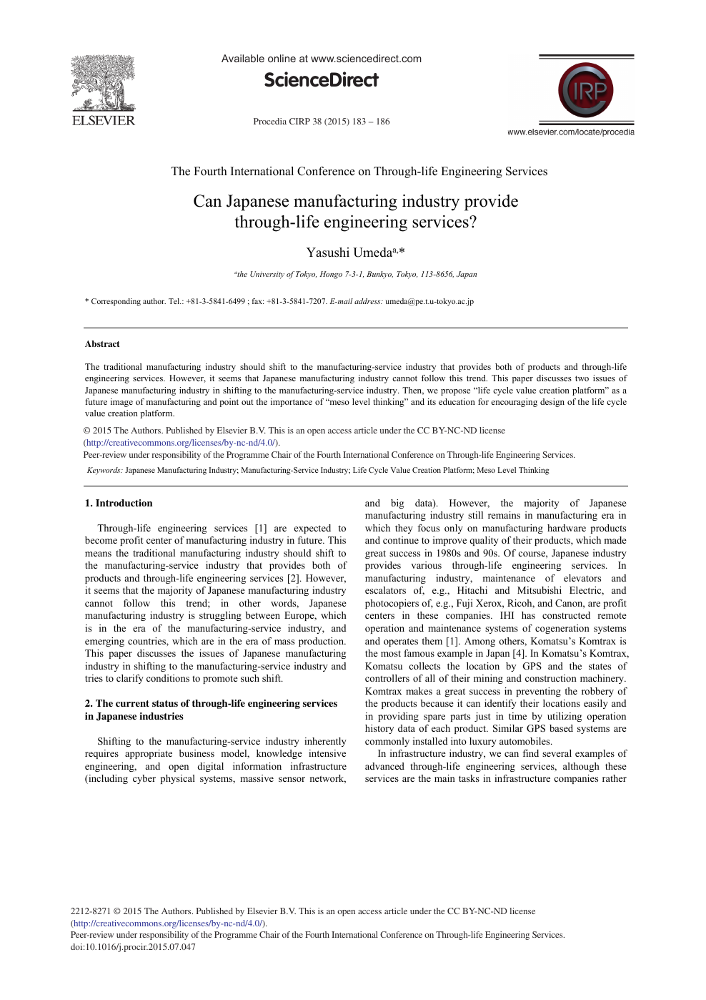 Available online at www.sciencedirect.com
ScienceDirect
ELSEVIER
Procedia CIRP 38 (2015) 183 – 186
CIRP
www.elsevier.com/locate/procedia
The Fourth International Conference on Through-life Engineering Services
Can Japanese manufacturing industry provide
through-life engineering services?
Yasushi Umedaa,*
athe University of Tokyo, Hongo 7-3-1, Bunkyo, Tokyo, 113-8656, Japan
* Corresponding author. Tel.: +81-3-5841-6499 ; fax: +81-3-5841-7207. E-mail address: umeda@pe.t.u-tokyo.ac.jp
Abstract
The traditional manufacturing industry should shift to the manufacturing-service industry that provides both of products and through-life
engineering services. However, it seems that Japanese manufacturing industry cannot follow this trend. This paper discusses two issues of
Japanese manufacturing industry in shifting to the manufacturing-service industry. Then, we propose “life cycle value creation platform” as a
future image of manufacturing and point out the importance of “meso level thinking” and its education for encouraging design of the life cycle
value creation platform.
© 2015 The Authors. Published by Elsevier B.V. This is an open access article under the CC BY-NC-ND license
(http://creativecommons.org/licenses/by-nc-nd/4.0/).
Peer-review under responsibility of the Programme Chair of the Fourth International Conference on Through-life Engineering Services.
Keywords: Japanese Manufacturing Industry; Manufacturing-Service Industry; Life Cycle Value Creation Platform; Meso Level Thinking
1. Introduction
Through-life engineering services [1] are expected to
become profit center of manufacturing industry in future. This
means the traditional manufacturing industry should shift to
the manufacturing-service industry that provides both of
products and through-life engineering services [2]. However,
it seems that the majority of Japanese manufacturing industry
cannot follow this trend; in other words, Japanese
manufacturing industry is struggling between Europe, which
is in the era of the manufacturing-service industry, and
emerging countries, which are in the era of mass production.
This paper discusses the issues of Japanese manufacturing
industry in shifting to the manufacturing-service industry and
tries to clarify conditions to promote such shift.
2. The current status of through-life engineering services
in Japanese industries
Shifting to the manufacturing-service industry inherently
requires appropriate business model, knowledge intensive
engineering, and open digital information infrastructure
(including cyber physical systems, massive sensor network,
and big data). However, the majority of Japanese
manufacturing industry still remains in manufacturing era in
which they focus only on manufacturing hardware products
and continue to improve quality of their products, which made
great success in 1980s and 90s. Of course, Japanese industry
provides various through-life engineering services. In
manufacturing industry, maintenance of elevators and
escalators of, e.g., Hitachi and Mitsubishi Electric, and
photocopiers of, e.g., Fuji Xerox, Ricoh, and Canon, are profit
centers in these companies. IHI has constructed remote
operation and maintenance systems of cogeneration systems
and operates them [1]. Among others, Komatsu’s Komtrax is
the most famous example in Japan [4]. In Komatsu’s Komtrax,
Komatsu collects the location by GPS and the states of
controllers of all of their mining and construction machinery.
Komtrax makes a great success in preventing the robbery of
the products because it can identify their locations easily and
in providing spare parts just in time by utilizing operation
history data of each product. Similar GPS based systems are
commonly installed into luxury automobiles.
In infrastructure industry, we can find several examples of
advanced through-life engineering services, although these
services are the main tasks in infrastructure companies rather
2212-8271 © 2015 The Authors. Published by Elsevier B.V. This is an open access article under the CC BY-NC-ND license
(http://creativecommons.org/licenses/by-nc-nd/4.0/).
Peer-review under responsibility of the Programme Chair of the Fourth International Conference on Through-life Engineering Services.
doi:10.1016/j.procir.2015.07.047